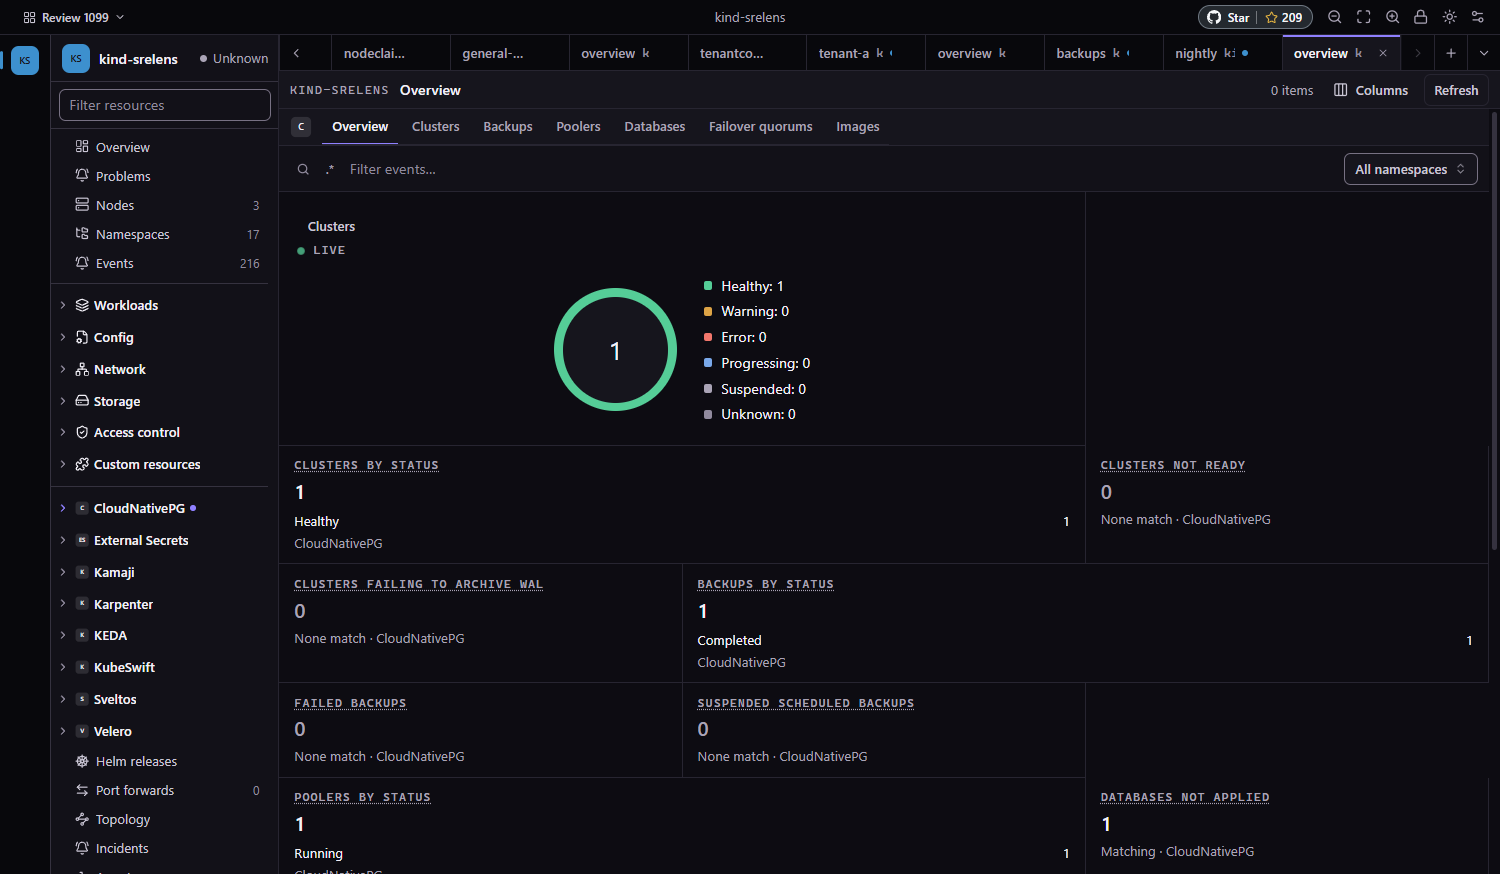 Review 1099
kind-srelens
Star
209
KS
KS
kind-srelens
Unknown
nodeclai...
general-...
overview k
tenantco...
tenant-a k
overview k
backups k
nightly
overview k
Filter resources
KIND-SRELENS
Overview
0 items
Columns
Refresh
C
Overview
Clusters
Backups
Poolers
Databases
Failover quorums
Images
.*
Filter events...
All namespaces
Overview
Problems
Nodes
3
Namespaces
17
Events
216
Workloads
Config
Network
Storage
Access control
Custom resources
C
CloudNativePG
ES
External Secrets
K
Kamaji
K
Karpenter
K
KEDA
K
KubeSwift
S
Sveltos
V
Velero
Helm releases
Port forwards
0
Topology
Incidents
Clusters
LIVE
1
Healthy: 1
Warning: 0
Error: 0
Progressing: 0
Suspended: 0
Unknown: 0
CLUSTERS BY STATUS
1
Healthy
1
CloudNativePG
CLUSTERS NOT READY
0
None match · CloudNativePG
CLUSTERS FAILING TO ARCHIVE WAL
0
None match · CloudNativePG
BACKUPS BY STATUS
1
Completed
1
CloudNativePG
FAILED BACKUPS
0
None match · CloudNativePG
SUSPENDED SCHEDULED BACKUPS
0
None match · CloudNativePG
POOLERS BY STATUS
1
Running
1
CloudNativePG
DATABASES NOT APPLIED
1
Matching · CloudNativePG